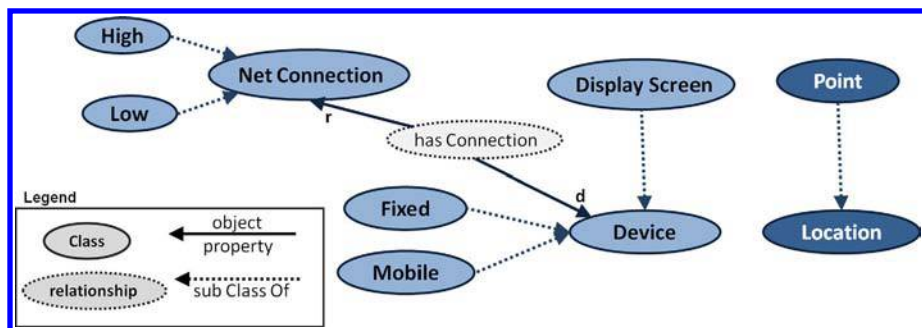 High
Net Connection
Display Screen
Point
Low
r
has Connection
Legend
d
Fixed
Device
Location
Class
object
property
Mobile
relationship
sub Class Of